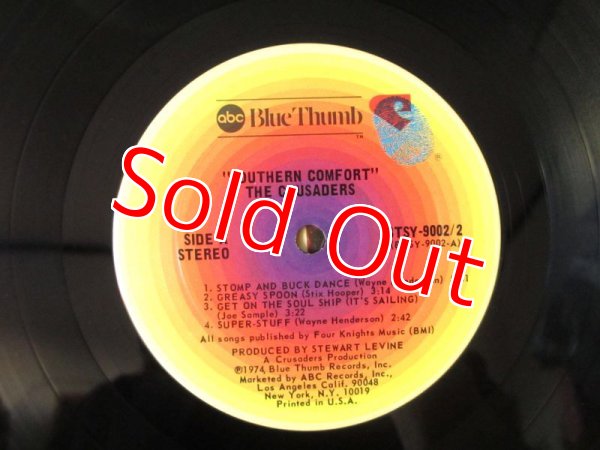 abc Blue Thumb
TM
"SOUTHERN COMFORT"
THE CRUSADERS
Sold Out
SIDE
BTSY-9002/2
STEREO
1. STOMP AND BUCK DANCE (Wayne
2. GREASY SPOON (Stix Hooper) 3:14
3. GET ON THE SOUL SHIP (IT'S SAILING)
(Joe Sample) 3:22
4. SUPER-STUFF (Wayne Henderson) 2:42
All songs published by Four Knights Music (BMI)
PRODUCED BY STEWART LEVINE
A Crusaders Production
℗1974, Blue Thumb Records, Inc.
Marketed by ABC Records, Inc.,
Los Angeles Calif. 90048
New York, N.Y. 10019
Printed in U.S.A.